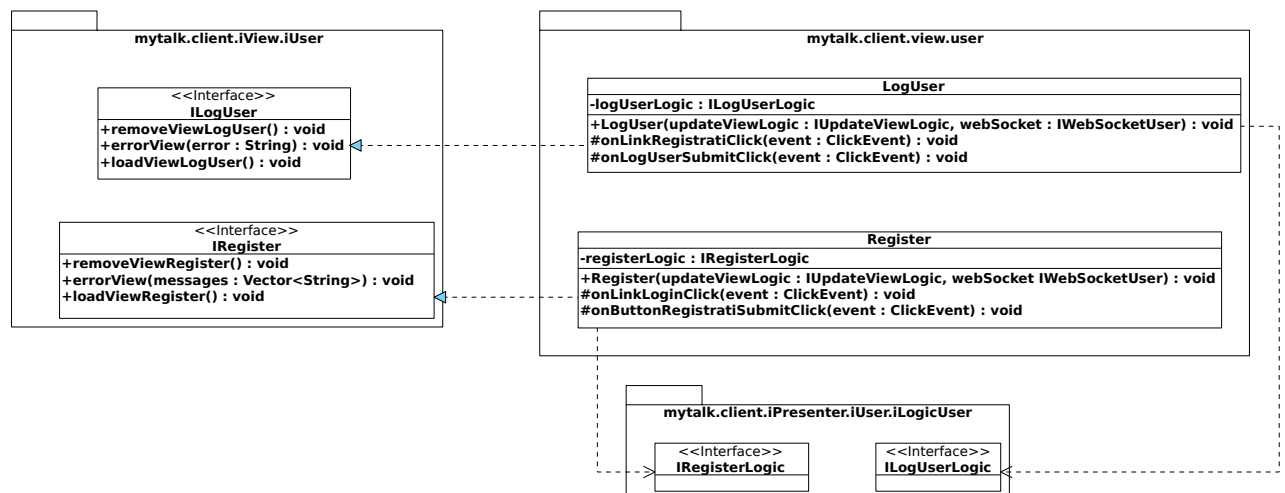 mytalk.client.iView.iUser
<<Interface>>
ILogUser
+removeViewLogUser() : void
+errorView(error : String) : void
+loadViewLogUser() : void
<<Interface>>
IRegister
+removeViewRegister() : void
+errorView(messages : Vector<String>) : void
+loadViewRegister() : void
mytalk.client.view.user
LogUser
-logUserLogic : ILogUserLogic
+LogUser(updateViewLogic : IUpdateViewLogic, webSocket : IWebSocketUser) : void
#onLinkRegistratiClick(event : ClickEvent) : void
#onLogUserSubmitClick(event : ClickEvent) : void
Register
-registerLogic : IRegisterLogic
+Register(updateViewLogic : IUpdateViewLogic, webSocket IWebSocketUser) : void
#onLinkLoginClick(event : ClickEvent) : void
#onButtonRegistratiSubmitClick(event : ClickEvent) : void
mytalk.client.iPresenter.iUser.iLogicUser
<<Interface>>
IRegisterLogic
<<Interface>>
ILogUserLogic